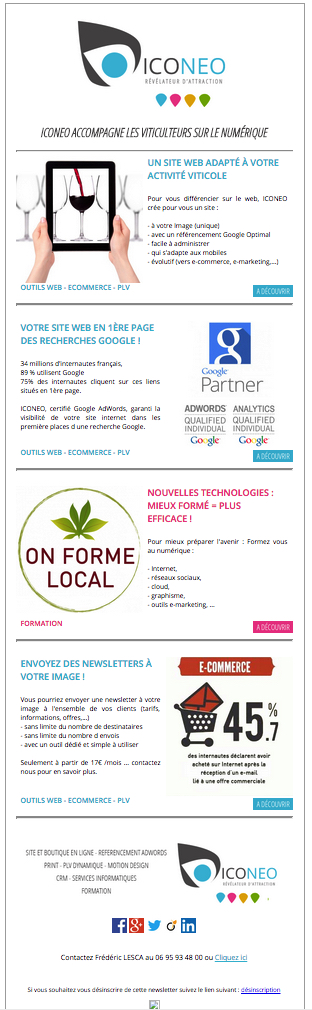 ICONEO
RÉVÉLATEUR D'ATTRACTION
ICONEO ACCOMPAGNE LES VITICULTEURS SUR LE NUMÉRIQUE
UN SITE WEB ADAPTÉ À VOTRE
ACTIVITÉ VITICOLE
Pour vous différencier sur le web, ICONEO
crée pour vous un site :
- à votre Image (unique)
- avec un référencement Google Optimal
- facile à administrer
- qui s'adapte aux mobiles
- évolutif (vers e-commerce, e-marketing,...)
OUTILS WEB - ECOMMERCE - PLV
A DÉCOUVRIR
VOTRE SITE WEB EN 1ÈRE PAGE
DES RECHERCHES GOOGLE !
34 millions d'internautes français,
89 % utilisent Google
75% des internautes cliquent sur ces liens
situés en 1ère page.
ICONEO, certifié Google AdWords, garanti la
visibilité de votre site internet dans les
première places d une recherche Google.
Google
Partner
ADWORDS
QUALIFIED
INDIVIDUAL
Google
ANALYTICS
QUALIFIED
INDIVIDUAL
Google
OUTILS WEB - ECOMMERCE - PLV
A DÉCOUVRIR
ON FORME
LOCAL
NOUVELLES TECHNOLOGIES :
MIEUX FORMÉ = PLUS
EFFICACE !
Pour mieux préparer l'avenir : Formez vous
au numérique :
- Internet,
- réseaux sociaux,
- cloud,
- graphisme,
- outils e-marketing, ...
FORMATION
A DÉCOUVRIR
ENVOYEZ DES NEWSLETTERS À
VOTRE IMAGE !
Vous pourriez envoyer une newsletter à votre
image à l'ensemble de vos clients (tarifs,
informations, offres,...)
- sans limite du nombre de destinataires
- sans limite du nombre d envois
- avec un outil dédié et simple à utiliser
Seulement à partir de 17€ /mois ... contactez
nous pour en savoir plus.
E-COMMERCE
45.7%
des internautes déclarent avoir
acheté sur Internet après la
réception d'un e-mail
lié à une offre commerciale
OUTILS WEB - ECOMMERCE - PLV
A DÉCOUVRIR
SITE ET BOUTIQUE EN LIGNE - REFERENCEMENT ADWORDS
PRINT - PLV DYNAMIQUE - MOTION DESIGN
CRM - SERVICES INFORMATIQUES
FORMATION
ICONEO
RÉVÉLATEUR D'ATTRACTION
Contactez Frédéric LESCA au 06 95 93 48 00 ou Cliquez ici
Si vous souhaitez vous désinscrire de cette newsletter suivez le lien suivant : désinscription